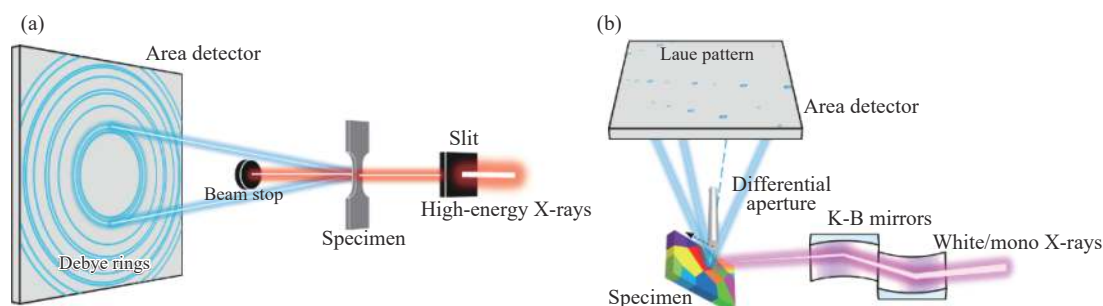 (a)
Area detector
Slit
Beam stop
High-energy X-rays
Specimen
Debye rings
(b)
Laue pattern
Area detector
Differential
aperture
K-B mirrors
White/mono X-rays
Specimen